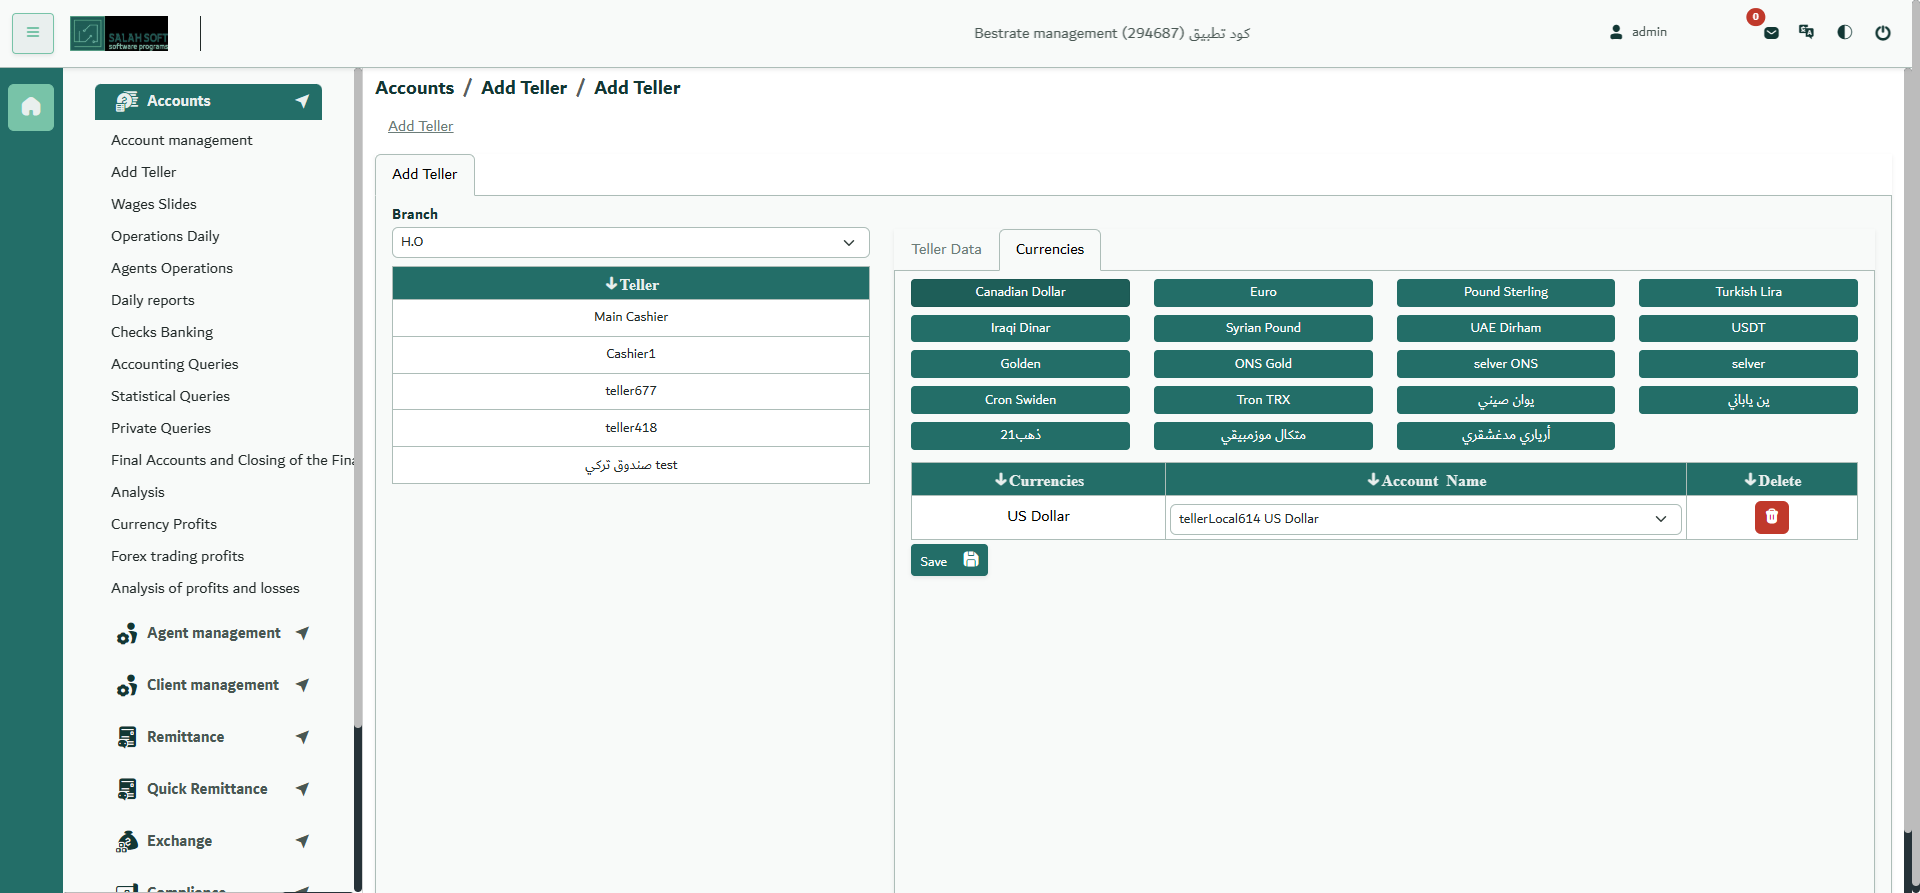 SALAH SOFT
software programs
Bestrate management (294687) كود تطبيق
admin
0
Accounts
Account management
Add Teller
Wages Slides
Operations Daily
Agents Operations
Daily reports
Checks Banking
Accounting Queries
Statistical Queries
Private Queries
Final Accounts and Closing of the Fina
Analysis
Currency Profits
Forex trading profits
Analysis of profits and losses
Agent management
Client management
Remittance
Quick Remittance
Exchange
Compliance
Accounts / Add Teller / Add Teller
Add Teller
Add Teller
Branch
H.O
Teller
Main Cashier
Cashier1
teller677
teller418
صندوق تركي test
Teller Data Currencies
Canadian Dollar Euro Pound Sterling Turkish Lira
Iraqi Dinar Syrian Pound UAE Dirham USDT
Golden ONS Gold selver ONS selver
Cron Swiden Tron TRX يوان صيني ين ياباني
ذهب21 متكال موزمبيقي أرياري مدغشقري
Currencies Account Name Delete
US Dollar tellerLocal614 US Dollar
Save